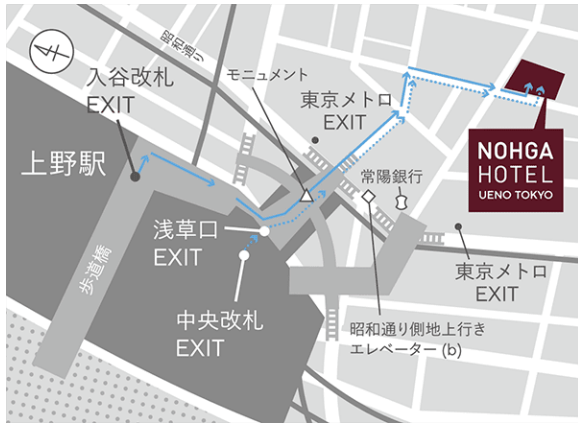 昭和通り
入谷改札
EXIT
モニュメント
東京メトロ
EXIT
上野駅
NOHGA
HOTEL
UENO TOKYO
常陽銀行
浅草口
EXIT
歩道橋
東京メトロ
EXIT
中央改札
EXIT
昭和通り側地上行き
エレベーター (b)